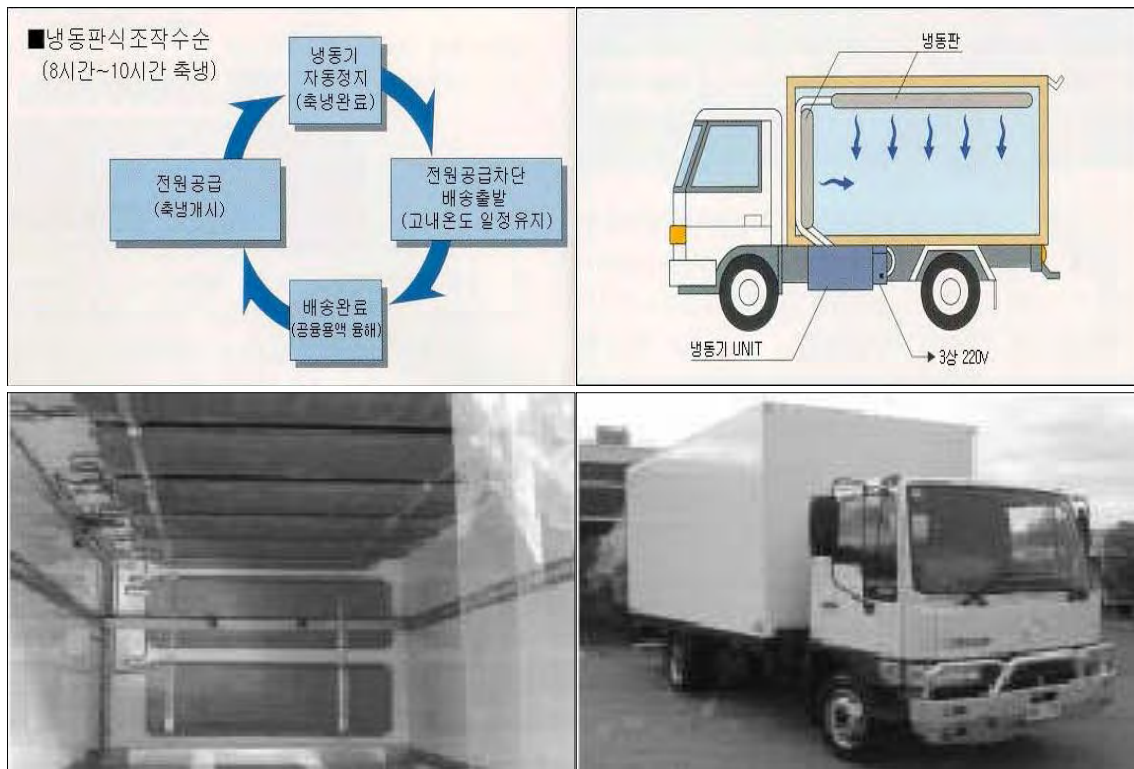 ■냉동판식조작수순
(8시간~10시간 축냉)
냉동기
자동정지
(축냉완료)
전원공급
(축냉개시)
전원공급차단
배송출발
(고내온도 일정유지)
배송완료
(공융용액 융해)
냉동판
냉동기 UNIT
3상 220V